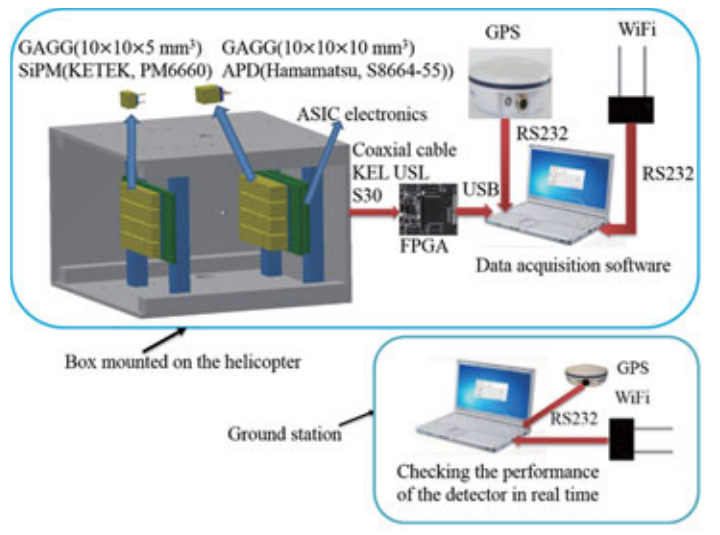 GAGG(10×10×5 mm³)
SiPM(KETEK, PM6660)
GAGG(10×10×10 mm³)
APD(Hamamatsu, S8664-55))
GPS
WiFi
ASIC electronics
Coaxial cable
KEL USL
S30
RS232
RS232
USB
FPGA
Data acquisition software
Box mounted on the helicopter
Ground station
GPS
WiFi
RS232
Checking the performance
of the detector in real time